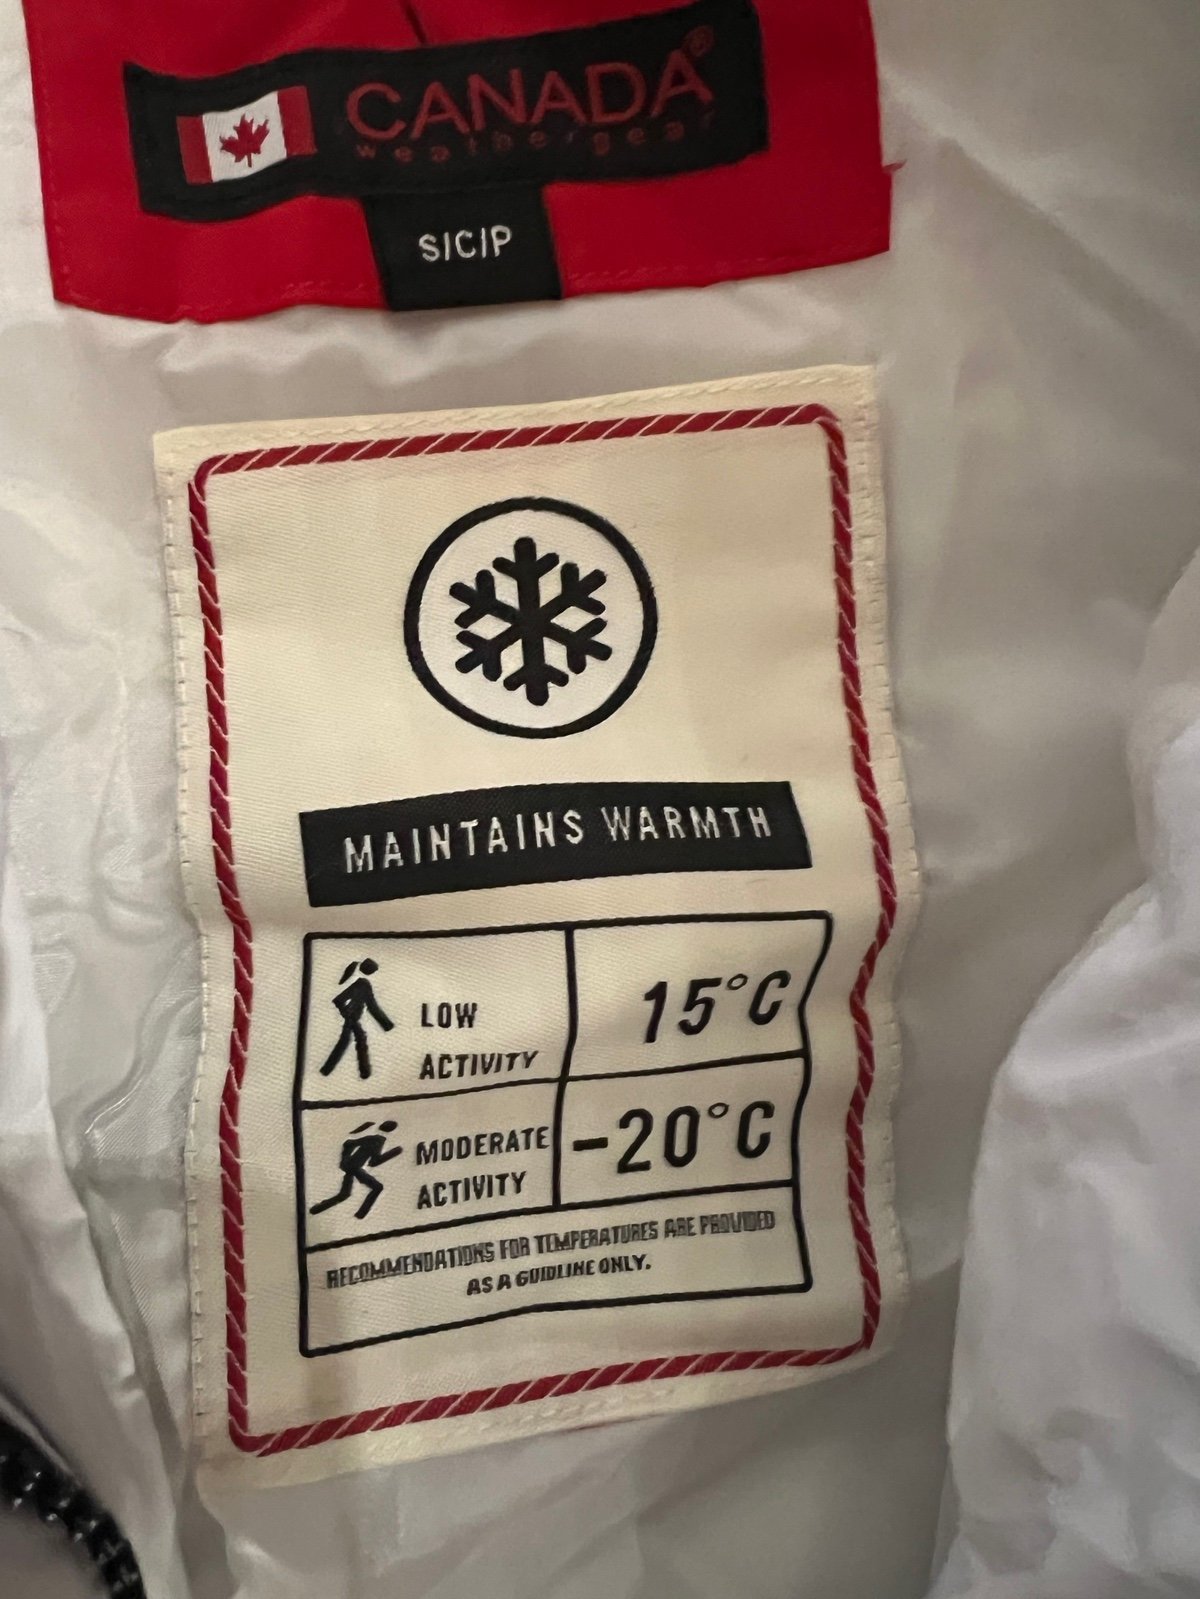 CANADA®
weathergear
S/C/P
MAINTAINS WARMTH
LOW
ACTIVITY
15°C
MODERATE
ACTIVITY
-20°C
RECOMMENDATIONS FOR TEMPERATURES ARE PROVIDED
AS A GUIDLINE ONLY.